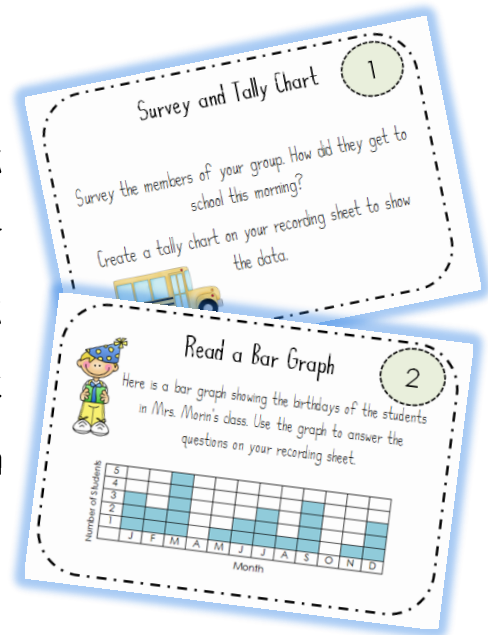 1
Survey and Tally Chart
Survey the members of your group. How did they get to
school this morning?
Create a tally chart on your recording sheet to show
the data.
2
Read a Bar Graph
Here is a bar graph showing the birthdays of the students
in Mrs. Morin's class. Use the graph to answer the
questions on your recording sheet.
Number of Students
5
4
3
2
1
J F M A M J J A S O N D
Month